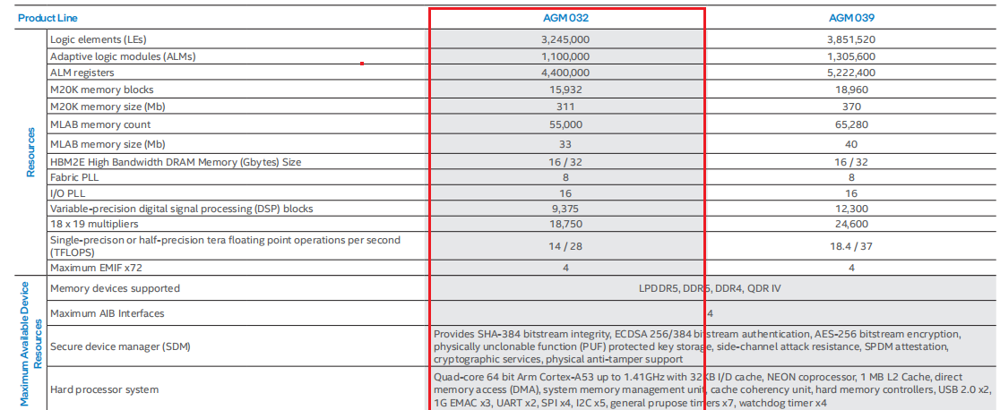 Product Line AGM 032 AGM 039
Resources
Logic elements (LEs) 3,245,000 3,851,520
Adaptive logic modules (ALMs) 1,100,000 1,305,600
ALM registers 4,400,000 5,222,400
M20K memory blocks 15,932 18,960
M20K memory size (Mb) 311 370
MLAB memory count 55,000 65,280
MLAB memory size (Mb) 33 40
HBM2E High Bandwidth DRAM Memory (Gbytes) Size 16 / 32 16 / 32
Fabric PLL 8 8
I/O PLL 16 16
Variable-precision digital signal processing (DSP) blocks 9,375 12,300
18 x 19 multipliers 18,750 24,600
Single-precison or half-precision tera floating point operations per second
(TFLOPS) 14 / 28 18.4 / 37
Maximum EMIF x72 4 4
Maximum Available Device
Resources
Memory devices supported LPDDR5, DDR5, DDR4, QDR IV
Maximum AIB Interfaces 4
Secure device manager (SDM)
Provides SHA-384 bitstream integrity, ECDSA 256/384 bitstream authentication, AES-256 bitstream encryption,
physically unclonable function (PUF) protected key storage, side-channel attack resistance, SPDM attestation,
cryptographic services, physical anti-tamper support
Hard processor system
Quad-core 64 bit Arm Cortex-A53 up to 1.41GHz with 32KB I/D cache, NEON coprocessor, 1 MB L2 Cache, direct
memory access (DMA), system memory management unit, cache coherency unit, hard memory controllers, USB 2.0 x2,
1G EMAC x3, UART x2, SPI x4, I2C x5, general prupose timers x7, watchdog timer x4